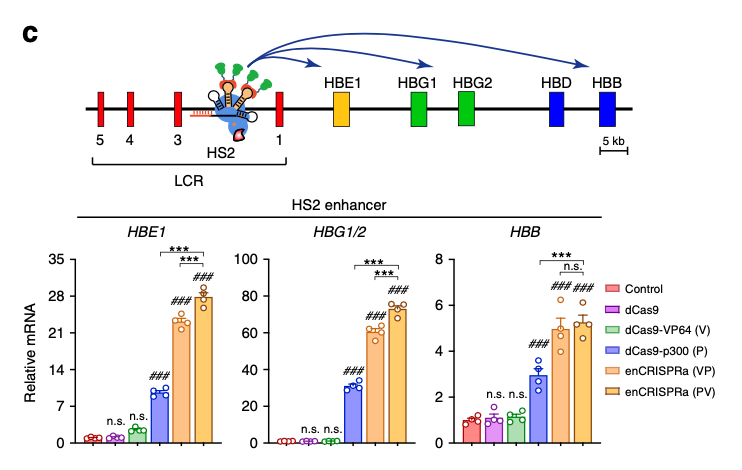 c
HBE1 HBG1 HBG2 HBD HBB
5 4 3 HS2 1
5 kb
LCR
HS2 enhancer
HBE1 HBG1/2 HBB
Relative mRNA
35
28
21
14
7
0
n.s.
n.s.
###
###
###
***
***
100
80
60
40
20
0
n.s.
n.s.
###
###
###
***
***
8
6
4
2
0
n.s.
n.s.
###
###
###
***
n.s.
Control
dCas9
dCas9-VP64 (V)
dCas9-p300 (P)
enCRISPRa (VP)
enCRISPRa (PV)